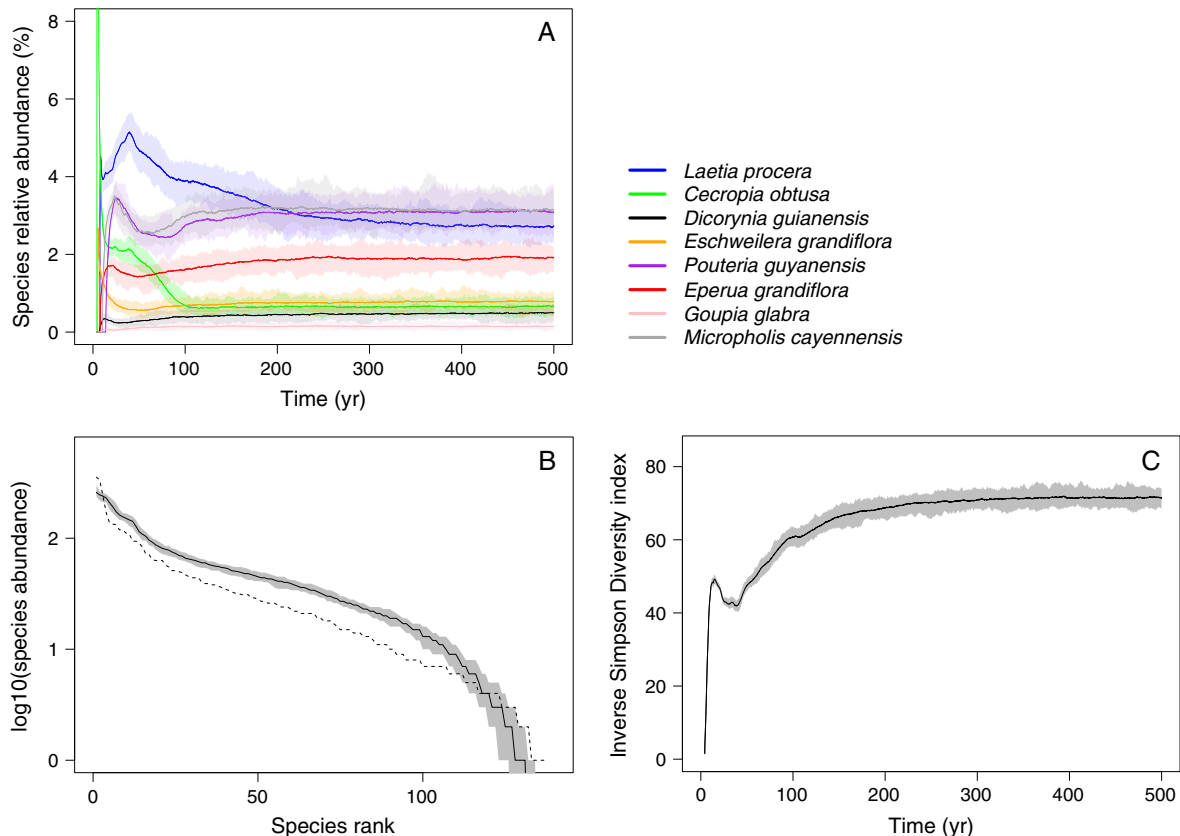 A
Species relative abundance (%)
8
6
4
2
0
0 100 200 300 400 500
Time (yr)
Laetia procera
Cecropia obtusa
Dicorynia guianensis
Eschweilera grandiflora
Pouteria guyanensis
Eperua grandiflora
Goupia glabra
Micropholis cayennensis
B
log10(species abundance)
2
1
0
0 50 100
Species rank
C
Inverse Simpson Diversity index
80
60
40
20
0
0 100 200 300 400 500
Time (yr)